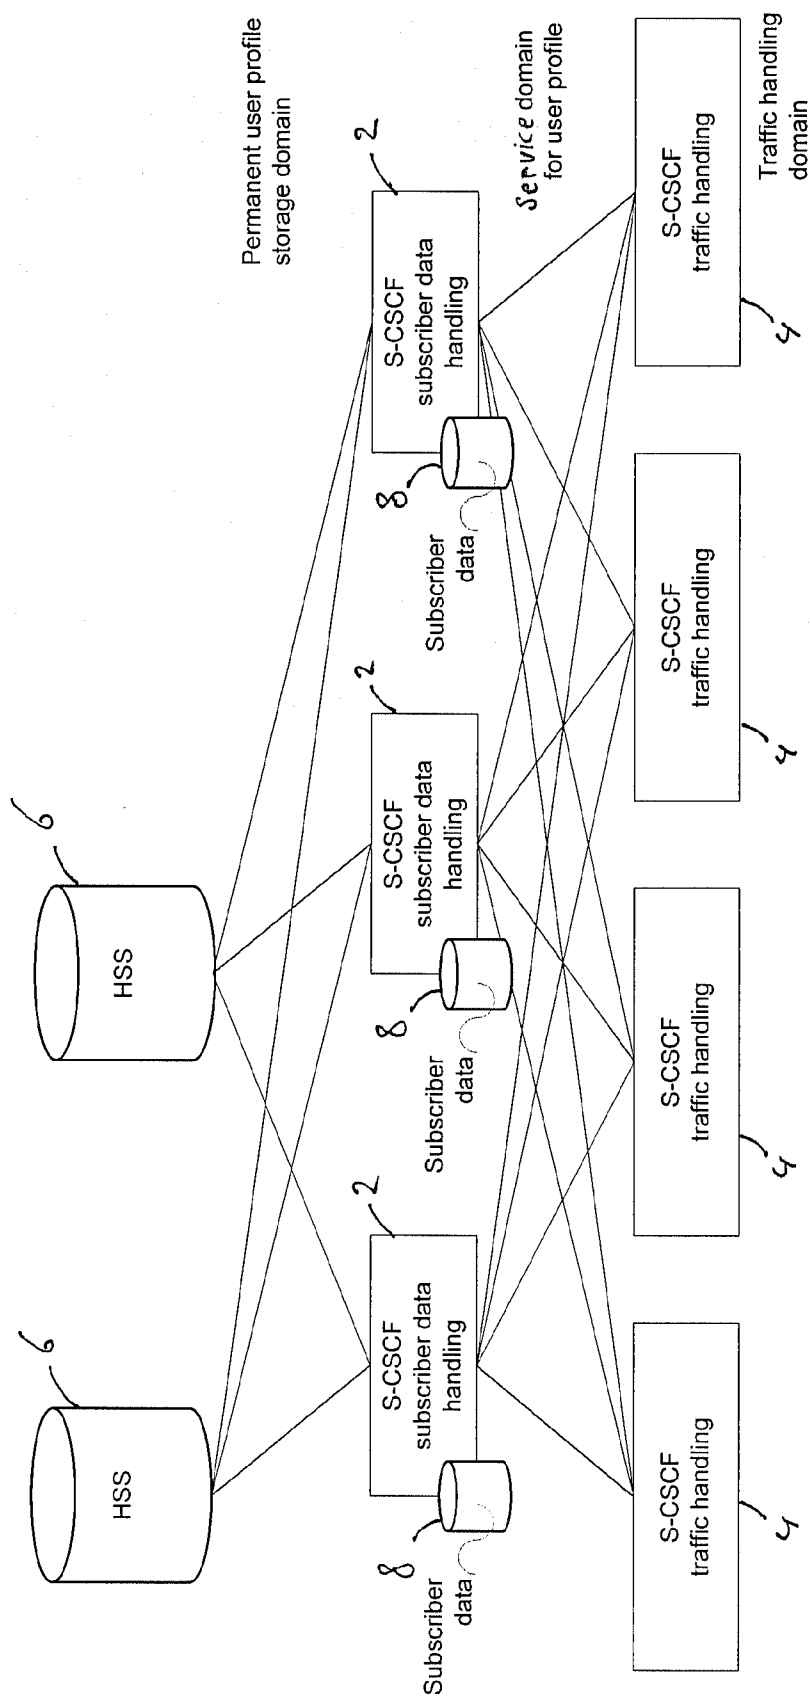 6
HSS
6
HSS
Permanent user profile
storage domain
2
S-CSCF
subscriber data
handling
8
Subscriber
data
2
S-CSCF
subscriber data
handling
8
Subscriber
data
2
S-CSCF
subscriber data
handling
8
Subscriber
data
Service domain
for user profile
S-CSCF
traffic handling
4
S-CSCF
traffic handling
4
S-CSCF
traffic handling
4
S-CSCF
traffic handling
4
Traffic handling
domain